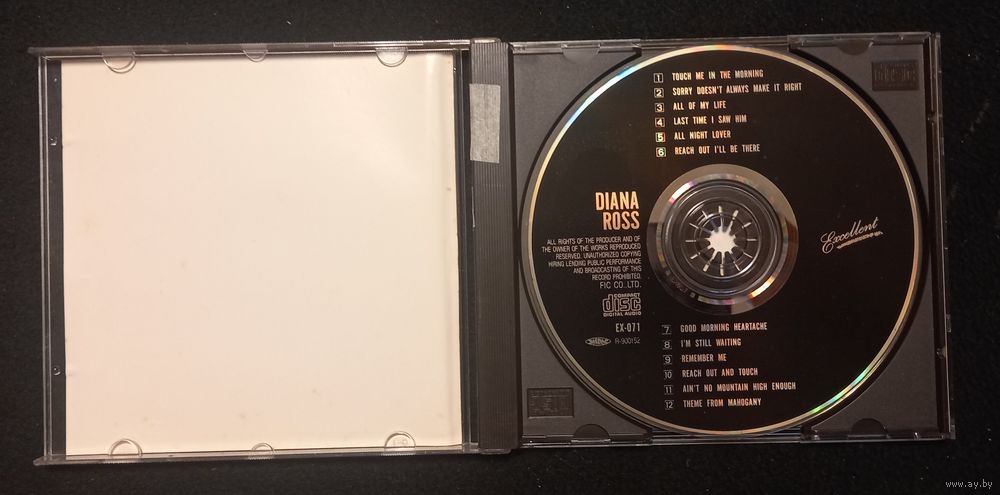 1 TOUCH ME IN THE MORNING
2 SORRY DOESN'T ALWAYS MAKE IT RIGHT
3 ALL OF MY LIFE
4 LAST TIME I SAW HIM
5 ALL NIGHT LOVER
6 REACH OUT I'LL BE THERE
DIANA
ROSS
ALL RIGHTS OF THE PRODUCER AND OF
THE OWNER OF THE WORKS REPRODUCED
RESERVED. UNAUTHORIZED COPYING
HIRING LENDING PUBLIC PERFORMANCE
AND BROADCASTING OF THIS
RECORD PROHIBITED.
FIC CO.,LTD.
Excellent
COMPACT
disc
DIGITAL AUDIO
EX-071
R-930152
7 GOOD MORNING HEARTACHE
8 I'M STILL WAITING
9 REMEMBER ME
10 REACH OUT AND TOUCH
11 AIN'T NO MOUNTAIN HIGH ENOUGH
12 THEME FROM MAHOGANY
www.ay.by